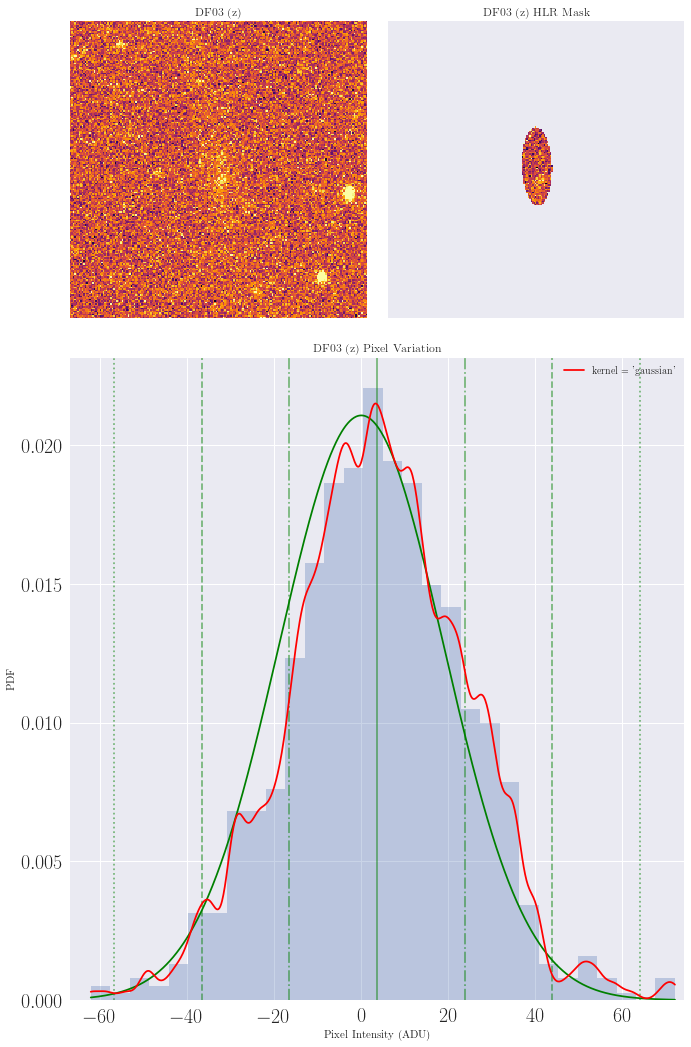 DF03 (z)
DF03 (z) HLR Mask
DF03 (z) Pixel Variation
kernel = 'gaussian'
0.020
0.015
0.010
0.005
0.000
PDF
−60
−40
−20
0
20
40
60
Pixel Intensity (ADU)